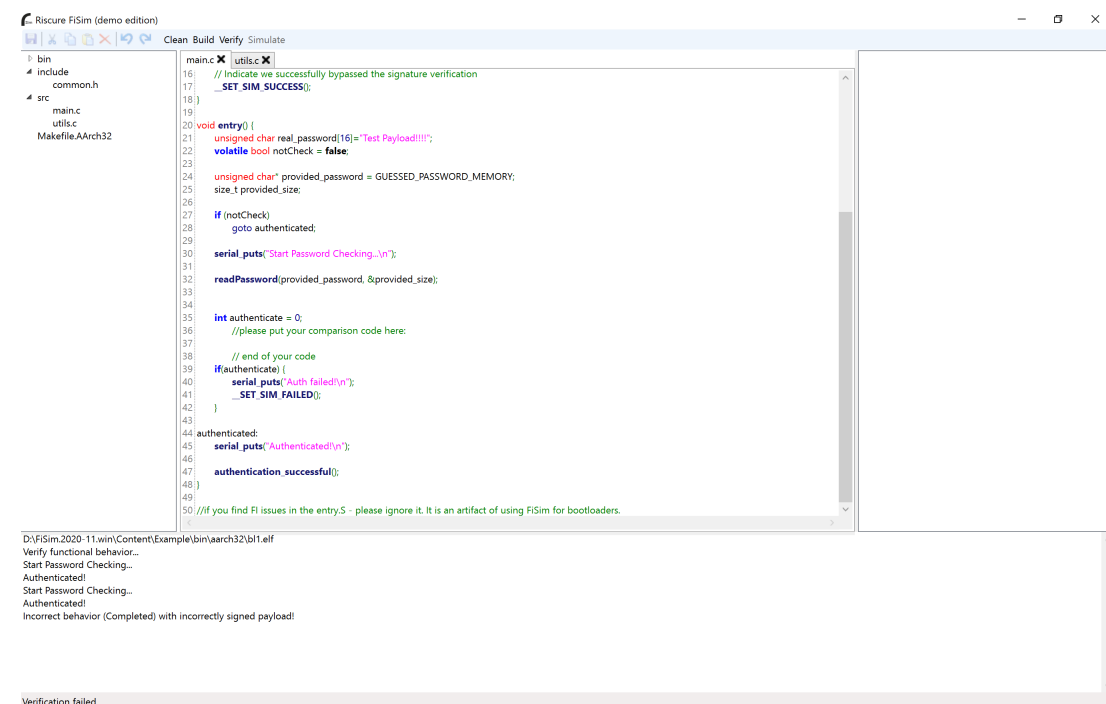 Riscure FiSim (demo edition)
Clean Build Verify Simulate
bin
include
common.h
src
main.c
utils.c
Makefile.AArch32
main.c utils.c
16 // Indicate we successfully bypassed the signature verification
17 __SET_SIM_SUCCESS();
18 }
19
20 void entry() {
21 unsigned char real_password[16]="Test Payload!!!!";
22 volatile bool notCheck = false;
23
24 unsigned char* provided_password = GUESSED_PASSWORD_MEMORY;
25 size_t provided_size;
26
27 if (notCheck)
28 goto authenticated;
29
30 serial_puts("Start Password Checking...\n");
31
32 readPassword(provided_password, &provided_size);
33
34
35 int authenticate = 0;
36 //please put your comparison code here:
37
38 // end of your code
39 if(authenticate) {
40 serial_puts("Auth failed!\n");
41 __SET_SIM_FAILED();
42 }
43
44 authenticated:
45 serial_puts("Authenticated!\n");
46
47 authentication_successful();
48 }
49
50 //if you find FI issues in the entry.S - please ignore it. It is an artifact of using FiSim for bootloaders.
D:\FiSim.2020-11.win\Content\Example\bin\aarch32\bl1.elf
Verify functional behavior...
Start Password Checking...
Authenticated!
Start Password Checking...
Authenticated!
Incorrect behavior (Completed) with incorrectly signed payload!
Verification failed